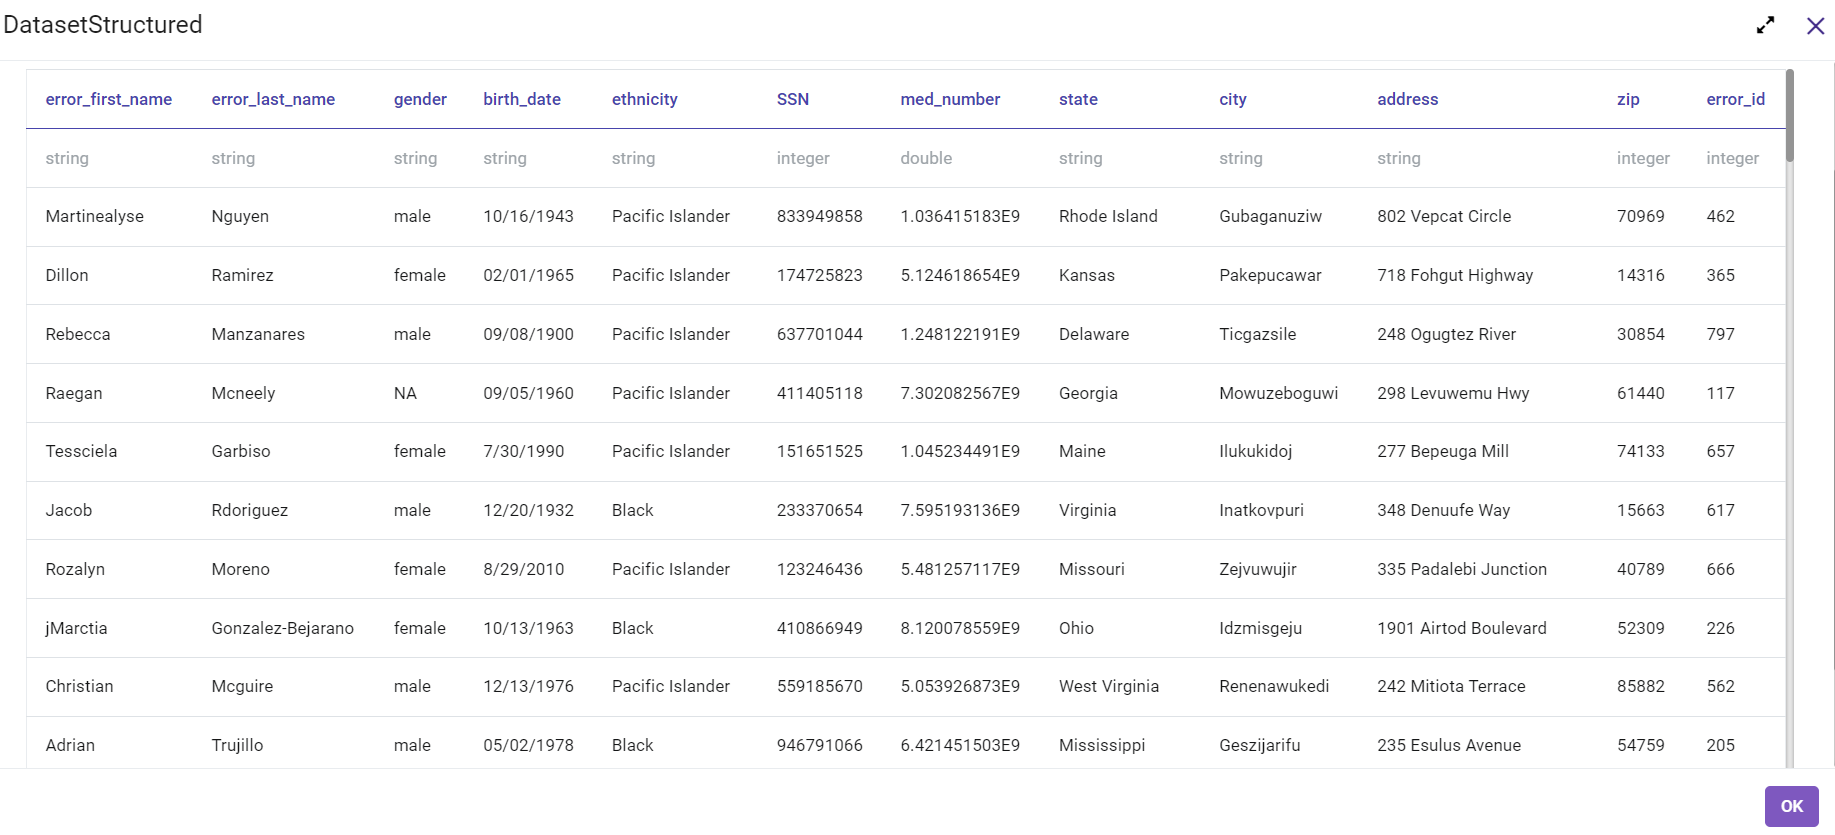 DatasetStructured
error_first_name error_last_name gender birth_date ethnicity SSN med_number state city address zip error_id
string string string string string integer double string string string integer integer
Martinealyse Nguyen male 10/16/1943 Pacific Islander 833949858 1.036415183E9 Rhode Island Gubaganuziw 802 Vepcat Circle 70969 462
Dillon Ramirez female 02/01/1965 Pacific Islander 174725823 5.124618654E9 Kansas Pakepucawar 718 Fohgut Highway 14316 365
Rebecca Manzanares male 09/08/1900 Pacific Islander 637701044 1.248122191E9 Delaware Ticgazsile 248 Ogugtez River 30854 797
Raegan Mcneely NA 09/05/1960 Pacific Islander 411405118 7.302082567E9 Georgia Mowuzeboguwi 298 Levuwemu Hwy 61440 117
Tessciela Garbiso female 7/30/1990 Pacific Islander 151651525 1.045234491E9 Maine Ilukukidoj 277 Bepeuga Mill 74133 657
Jacob Rdoriguez male 12/20/1932 Black 233370654 7.595193136E9 Virginia Inatkovpuri 348 Denuufe Way 15663 617
Rozalyn Moreno female 8/29/2010 Pacific Islander 123246436 5.481257117E9 Missouri Zejvuwujir 335 Padalebi Junction 40789 666
jMarctia Gonzalez-Bejarano female 10/13/1963 Black 410866949 8.120078559E9 Ohio Idzmisgeju 1901 Airtod Boulevard 52309 226
Christian Mcguire male 12/13/1976 Pacific Islander 559185670 5.053926873E9 West Virginia Renenawukedi 242 Mitiota Terrace 85882 562
Adrian Trujillo male 05/02/1978 Black 946791066 6.421451503E9 Mississippi Geszijarifu 235 Esulus Avenue 54759 205
OK